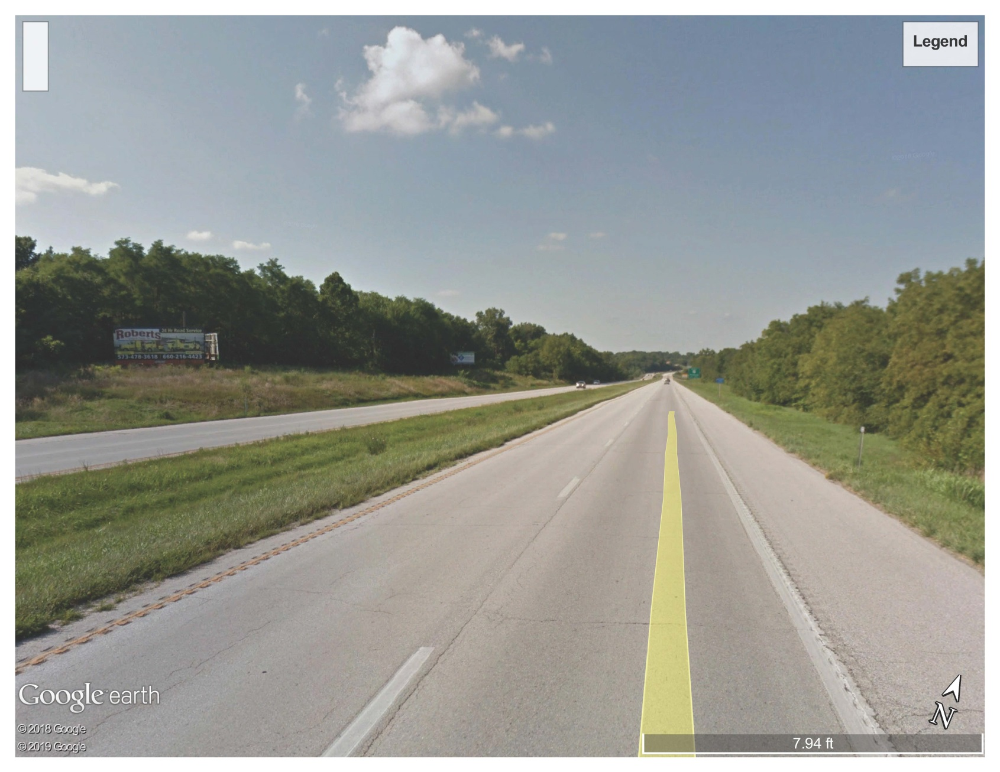 Legend
Roberts
24 Hr Road Service
573-478-3618 660-216-4423
Google earth
© 2018 Google
© 2019 Google
N
7.94 ft